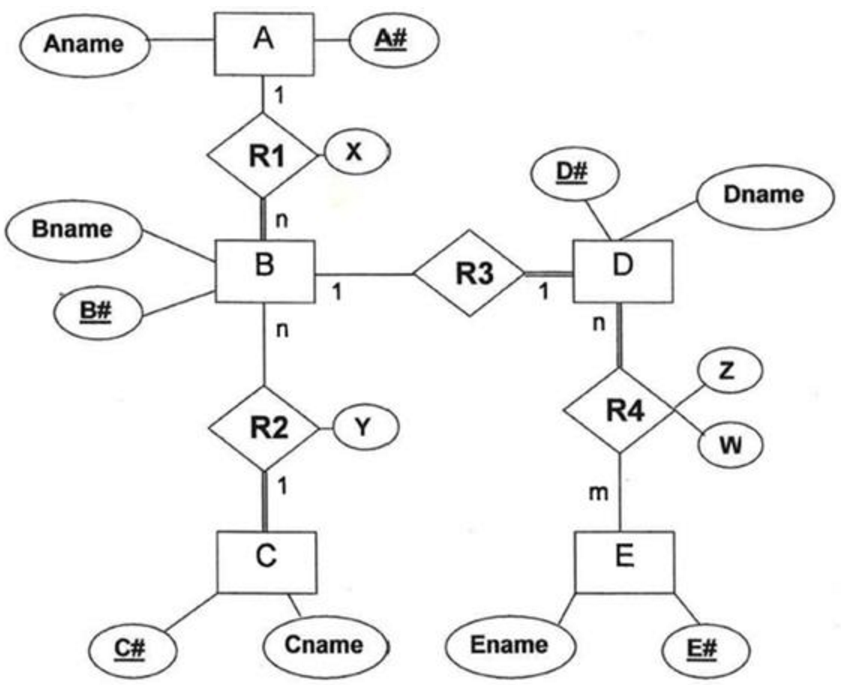 Aname
A
A#
1
R1
X
n
Bname
B
B#
1
R3
1
D#
Dname
D
n
n
R2
Y
1
R4
Z
W
m
C
C#
Cname
E
Ename
E#